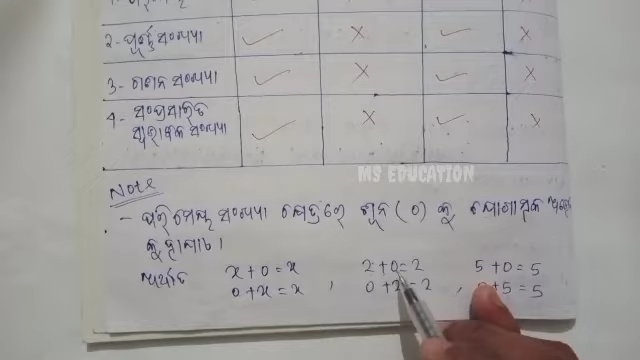 2- ପୂର୍ଣ୍ଣ ସଂଖ୍ୟା ✓ × ✓ ×
3- ଗଣନ ସଂଖ୍ୟା ✓ × ✓ ×
4- ସଂପ୍ରସାରିତ ସ୍ୱାଭାବିକ ସଂଖ୍ୟା ✓ × ✓ ×
MS EDUCATION
Note
- ପରିମେୟ ସଂଖ୍ୟା କ୍ଷେତ୍ରରେ ଶୂନ (0) କୁ ଯୋଗାତ୍ମକ
କୁହାଯାଏ।
ଅର୍ଥାତ x + 0 = x 2 + 0 = 2 5 + 0 = 5
0 + x = x , 0 + 2 = 2 , 0 + 5 = 5